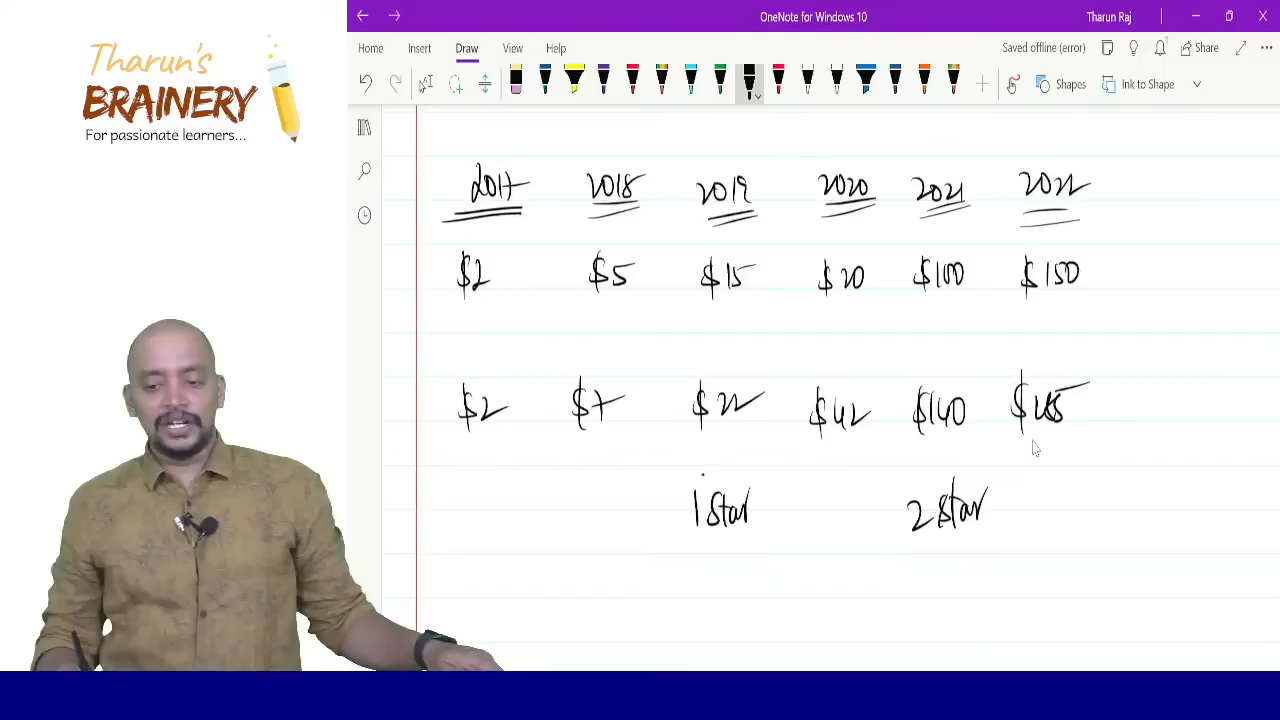 Tharun's
BRAINERY
For passionate learners...
OneNote for Windows 10
Tharun Raj
Home Insert Draw View Help
Saved offline (error)
Share
Shapes
Ink to Shape
2017 2018 2019 2020 2021 2022
$2 $5 $15 $20 $100 $150
$2 $7 $22 $42 $140
1 Star 2 Star